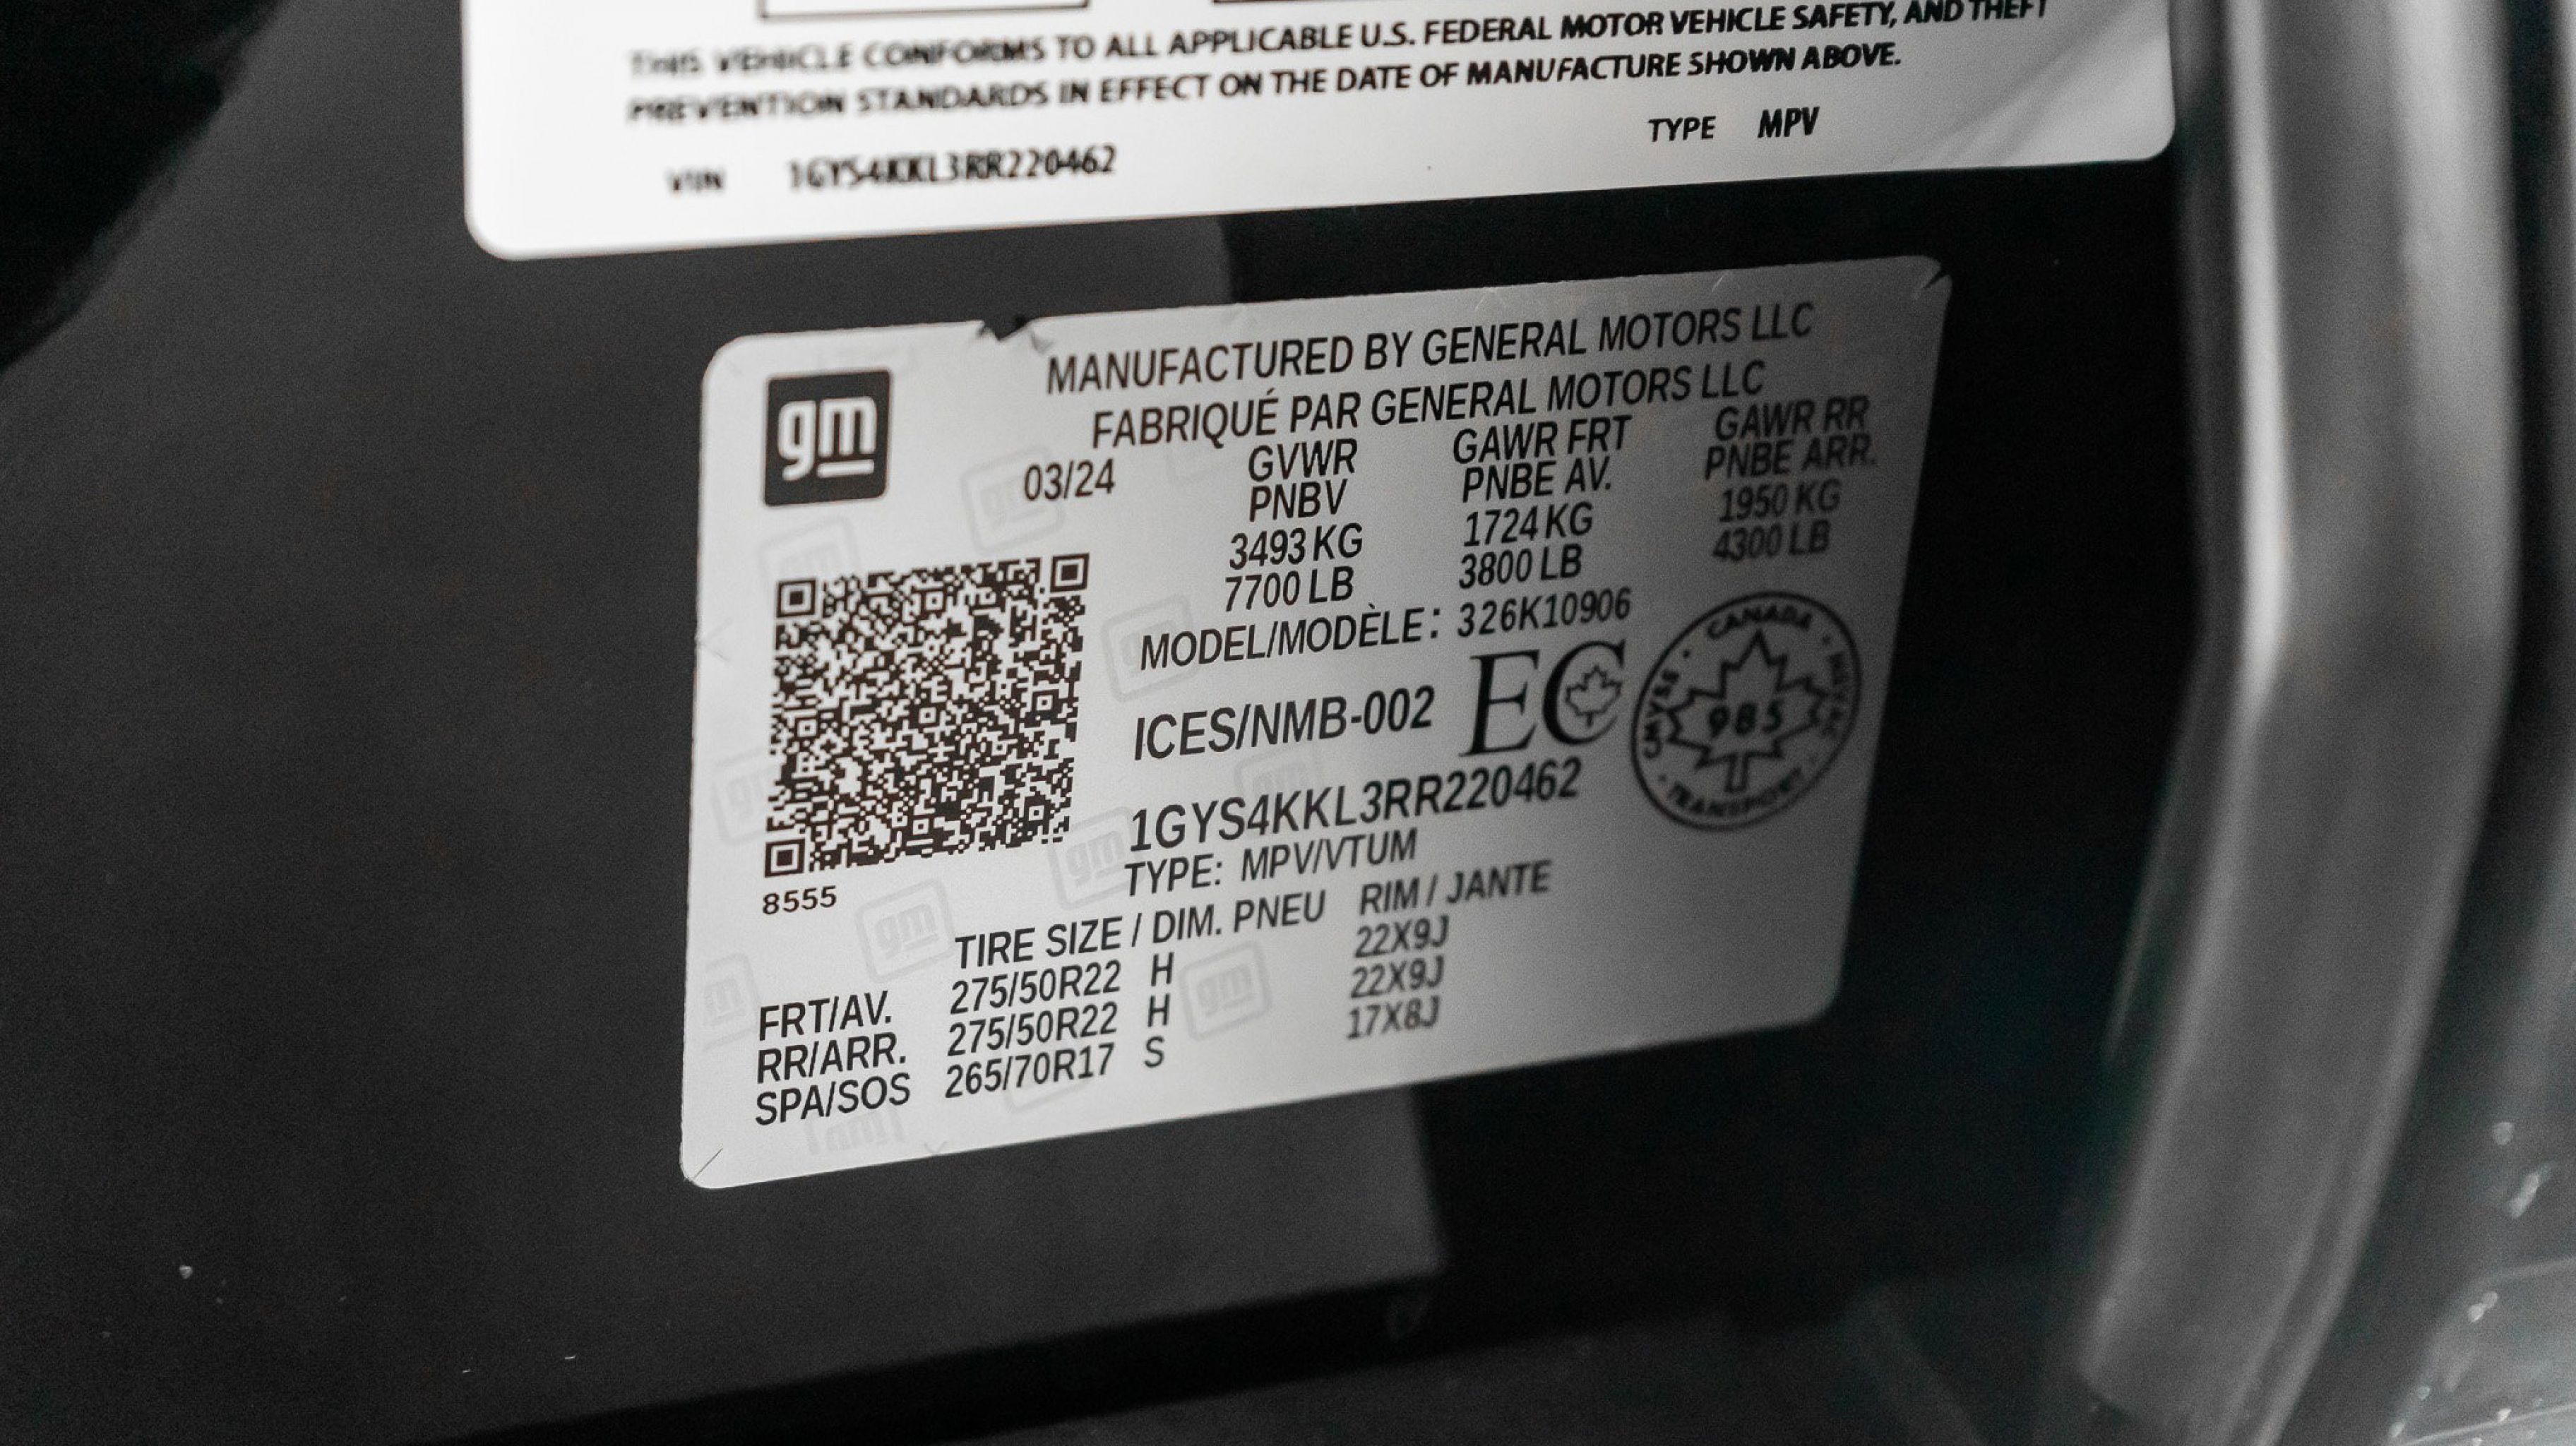 THIS VEHICLE CONFORMS TO ALL APPLICABLE U.S. FEDERAL MOTOR VEHICLE SAFETY, AND THEFT
PREVENTION STANDARDS IN EFFECT ON THE DATE OF MANUFACTURE SHOWN ABOVE.
TYPE MPV
VIN 1GYS4KKL3RR220462
gm
MANUFACTURED BY GENERAL MOTORS LLC
FABRIQUÉ PAR GENERAL MOTORS LLC
03/24 GVWR GAWR FRT GAWR RR
PNBV PNBE AV. PNBE ARR.
3493 KG 1724 KG 1950 KG
7700 LB 3800 LB 4300 LB
MODEL/MODÈLE: 326K10906
ICES/NMB-002 EC
CANADA
CMVSS 985 NSVAC
TRANSPORT
1GYS4KKL3RR220462
TYPE: MPV/VTUM
8555
TIRE SIZE / DIM. PNEU RIM / JANTE
FRT/AV. 275/50R22 H 22X9J
RR/ARR. 275/50R22 H 22X9J
SPA/SOS 265/70R17 S 17X8J